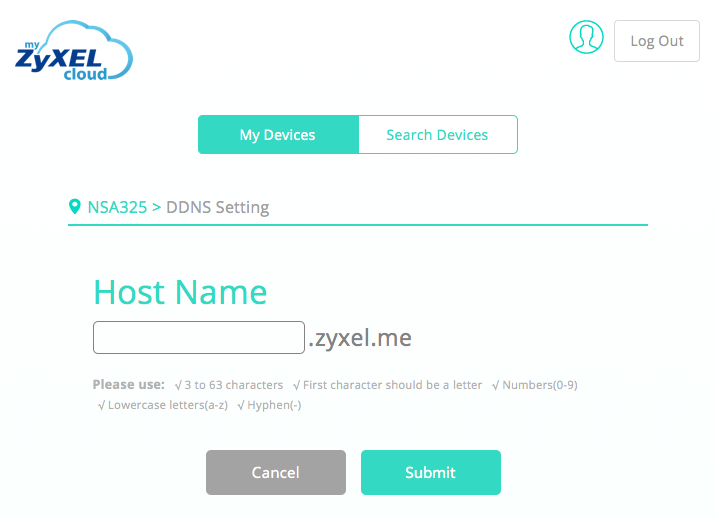 my
ZyXEL
cloud
Log Out
My Devices
Search Devices
NSA325 > DDNS Setting
Host Name
.zyxel.me
Please use: √ 3 to 63 characters √ First character should be a letter √ Numbers(0-9)
√ Lowercase letters(a-z) √ Hyphen(-)
Cancel
Submit